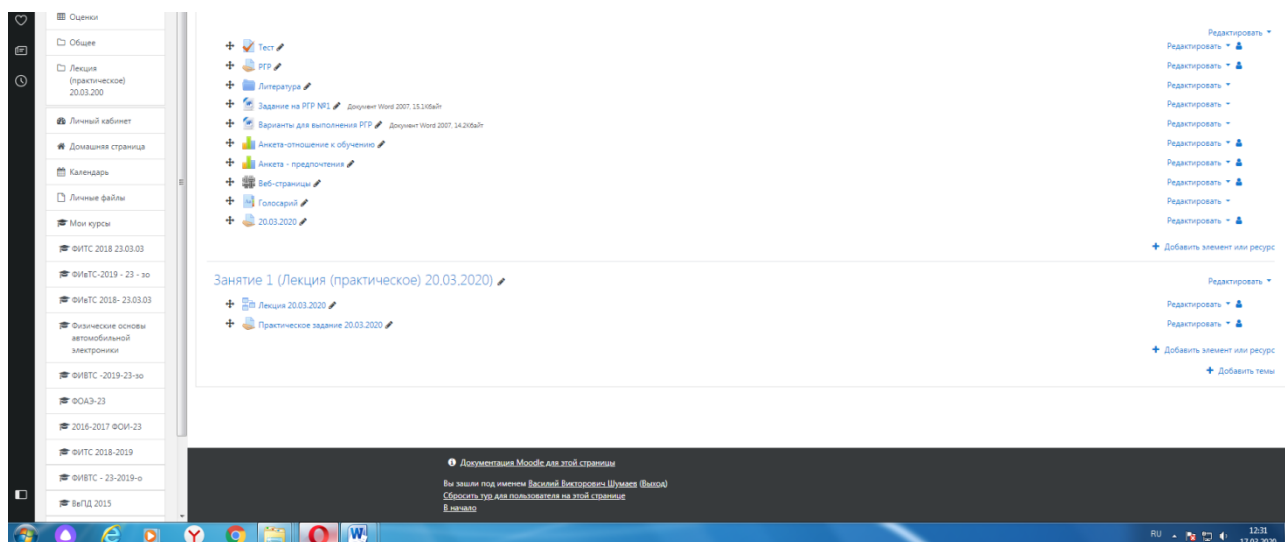 Оценки
Общее
Лекция
(практическое)
20.03.200
Личный кабинет
Домашняя страница
Календарь
Личные файлы
Мои курсы
ФИТС 2018 23.03.03
ФИвТС-2019 - 23 - зо
ФИвТС 2018- 23.03.03
Физические основы
автомобильной
электроники
ФИВТС -2019-23-зо
ФОАЭ-23
2016-2017 ФОИ-23
ФИТС 2018-2019
ФИВТС - 23-2019-о
ВвПД 2015
Редактировать
Тест Редактировать
РГР Редактировать
Литература Редактировать
Задание на РГР №1 Документ Word 2007, 15.1Кбайт Редактировать
Варианты для выполнения РГР Документ Word 2007, 14.2Кбайт Редактировать
Анкета-отношение к обучению Редактировать
Анкета - предпочтения Редактировать
Веб-страницы Редактировать
Голосарий Редактировать
20.03.2020 Редактировать
Добавить элемент или ресурс
Занятие 1 (Лекция (практическое) 20.03.2020) Редактировать
Лекция 20.03.2020 Редактировать
Практическое задание 20.03.2020 Редактировать
Добавить элемент или ресурс
Добавить темы
Документация Moodle для этой страницы
Вы зашли под именем Василий Викторович Шумаев (Выход)
Сбросить тур для пользователя на этой странице
В начало
RU 12:31
17.03.2020